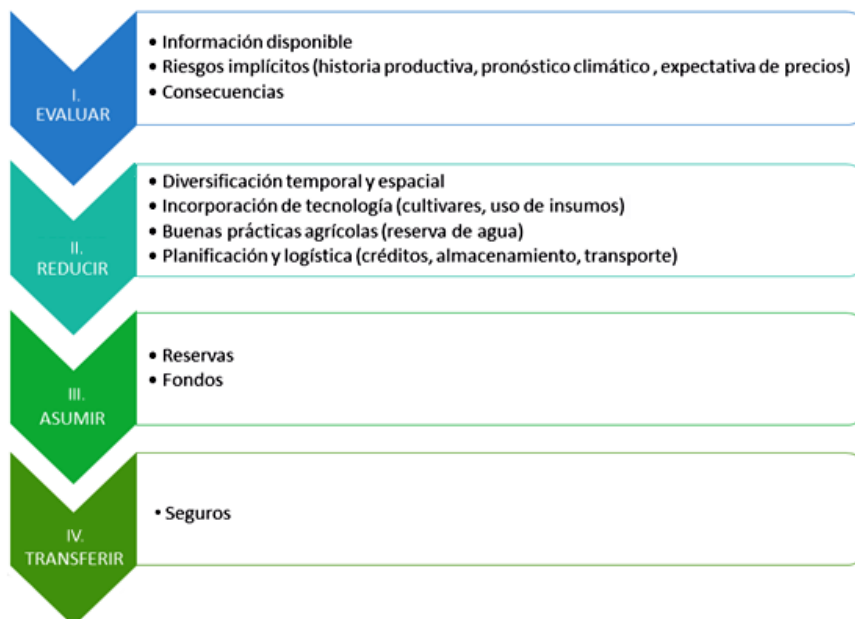 I.
EVALUAR
• Información disponible
• Riesgos implícitos (historia productiva, pronóstico climático , expectativa de precios)
• Consecuencias
II.
REDUCIR
• Diversificación temporal y espacial
• Incorporación de tecnología (cultivares, uso de insumos)
• Buenas prácticas agrícolas (reserva de agua)
• Planificación y logística (créditos, almacenamiento, transporte)
III.
ASUMIR
• Reservas
• Fondos
IV.
TRANSFERIR
• Seguros